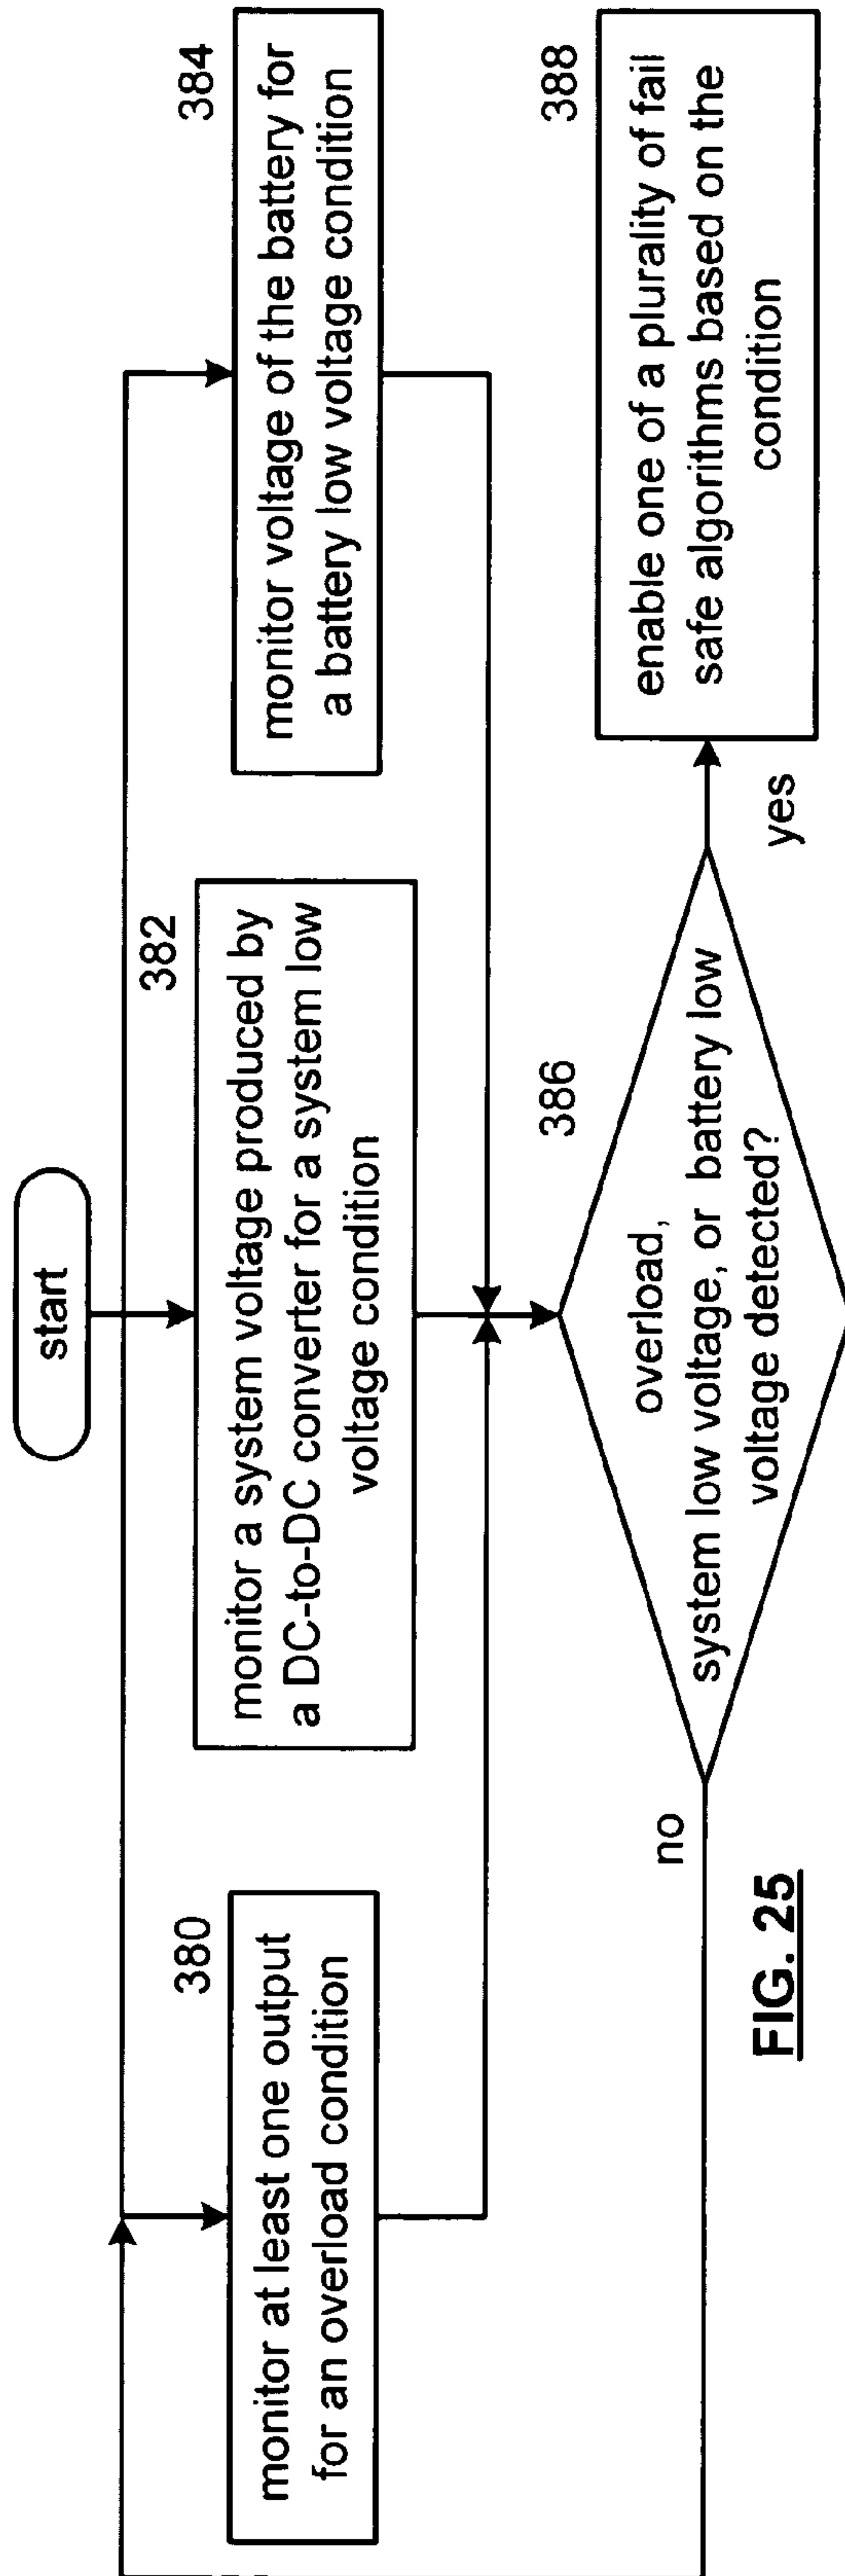 start
380
monitor at least one output
for an overload condition
382
monitor a system voltage produced by
a DC-to-DC converter for a system low
voltage condition
384
monitor voltage of the battery for
a battery low voltage condition
386
overload,
system low voltage, or battery low
voltage detected?
no
yes
388
enable one of a plurality of fail
safe algorithms based on the
condition
FIG. 25